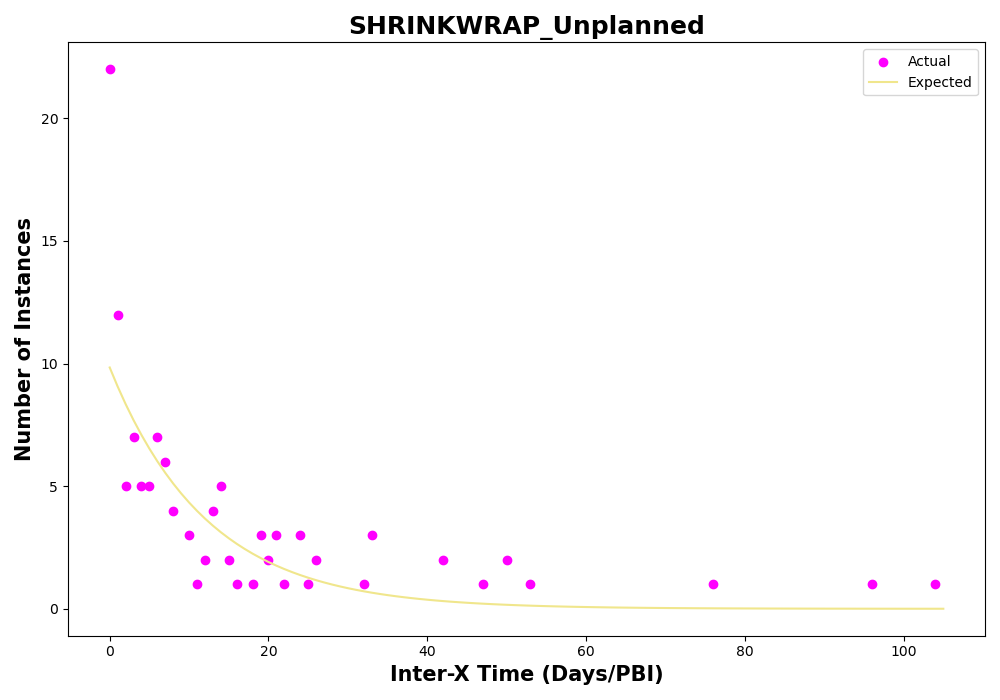 SHRINKWRAP_Unplanned
Actual
Expected
Number of Instances
20
15
10
5
0
0 20 40 60 80 100
Inter-X Time (Days/PBI)